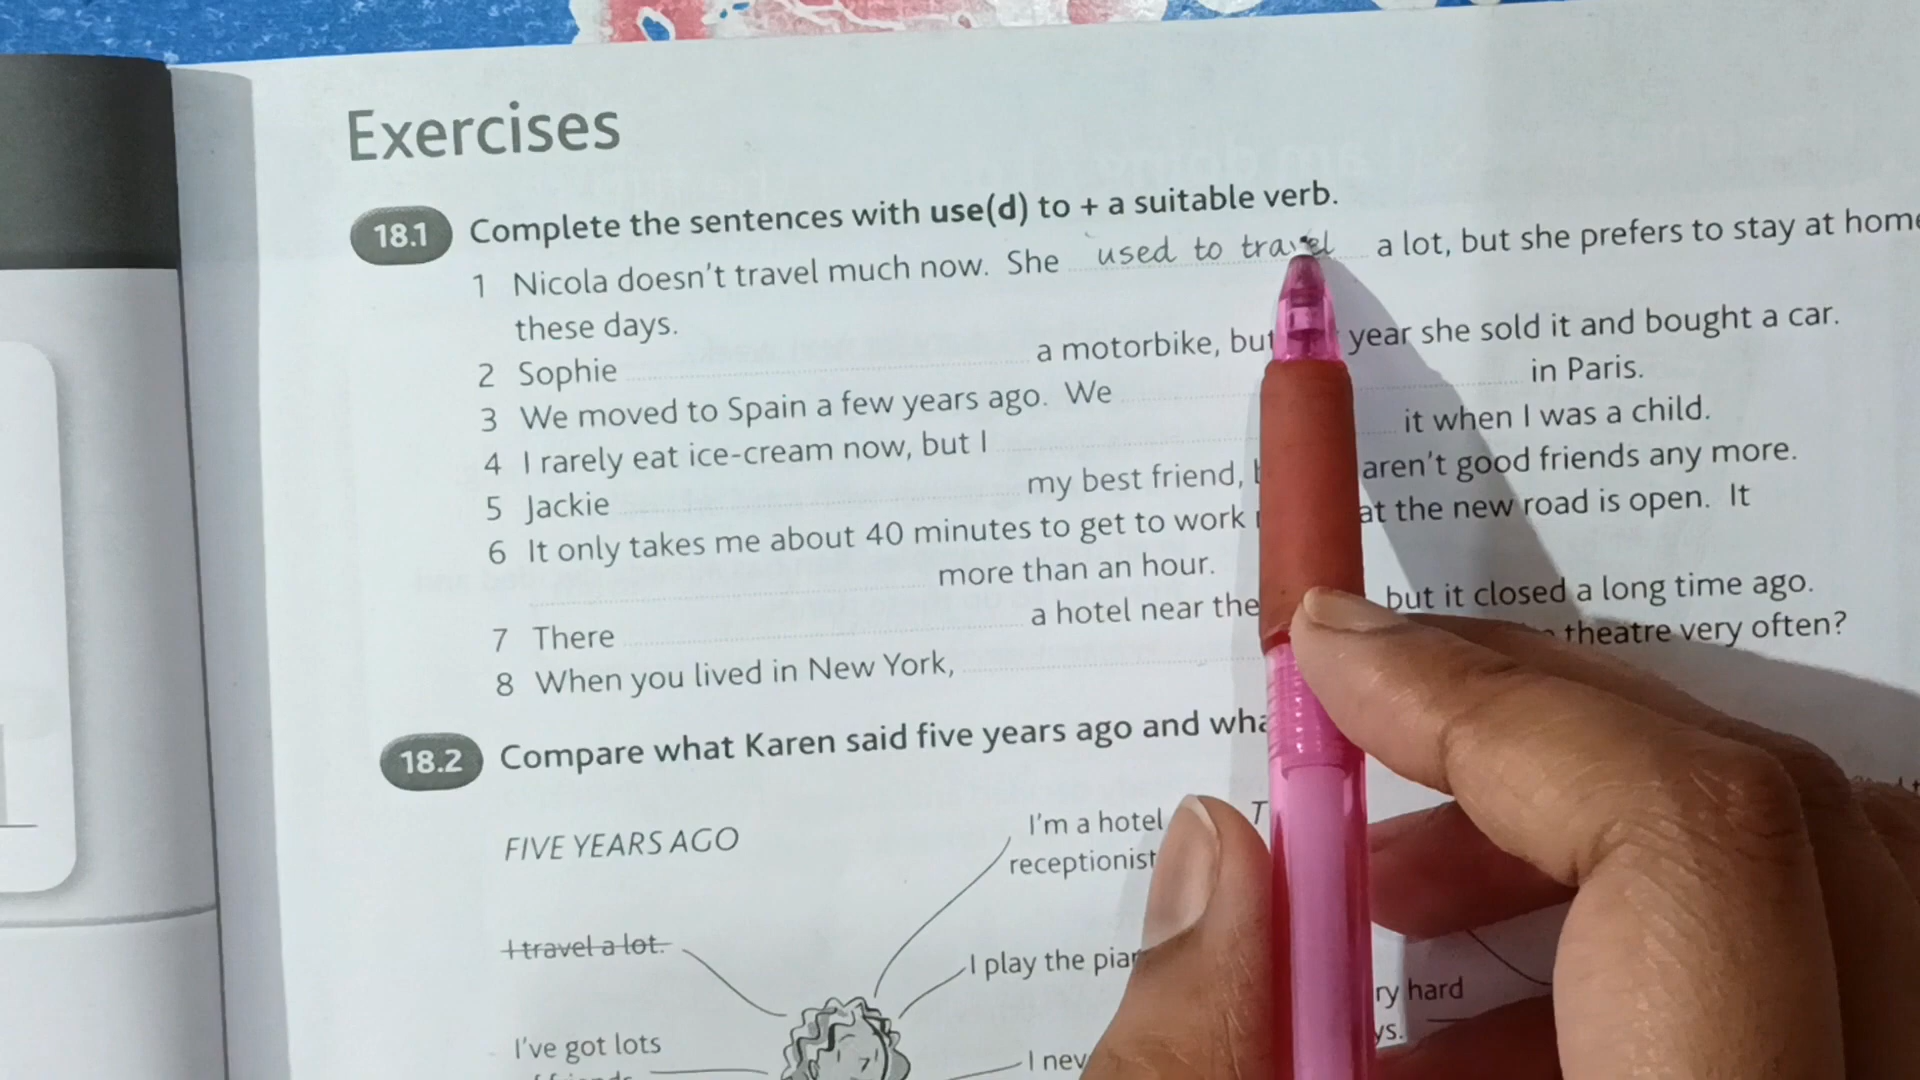 Exercises
18.1 Complete the sentences with use(d) to + a suitable verb.
1 Nicola doesn't travel much now. She used to travel a lot, but she prefers to stay at home
these days.
2 Sophie a motorbike, but year she sold it and bought a car.
3 We moved to Spain a few years ago. We in Paris.
4 I rarely eat ice-cream now, but I it when I was a child.
5 Jackie my best friend, aren't good friends any more.
6 It only takes me about 40 minutes to get to work the new road is open. It
more than an hour.
7 There a hotel near the but it closed a long time ago.
8 When you lived in New York, theatre very often?
18.2 Compare what Karen said five years ago and
FIVE YEARS AGO
I'm a hotel
receptionist
I travel a lot.
I play the
hard
I've got lots
I